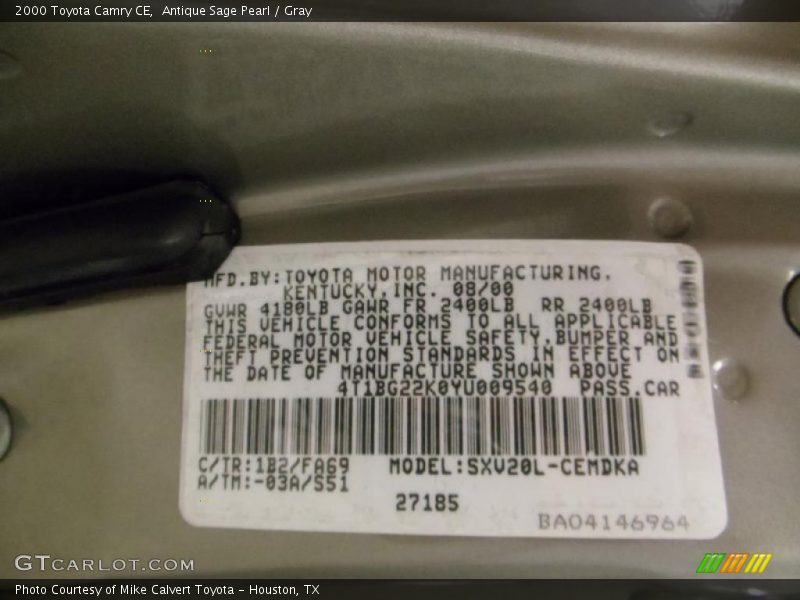 2000 Toyota Camry CE, Antique Sage Pearl / Gray
MFD.BY:TOYOTA MOTOR MANUFACTURING.
KENTUCKY,INC. 08/00
GVWR 4180LB GAWR FR 2400LB RR 2400LB
THIS VEHICLE CONFORMS TO ALL APPLICABLE
FEDERAL MOTOR VEHICLE SAFETY,BUMPER AND
THEFT PREVENTION STANDARDS IN EFFECT ON
THE DATE OF MANUFACTURE SHOWN ABOVE
4T1BG22K0YU009540 PASS.CAR
C/TR:1B2/FA69 MODEL:SXV20L-CEMDKA
A/TM:-03A/S51
27185
BA04146964
GTCARLOT.COM
Photo Courtesy of Mike Calvert Toyota - Houston, TX